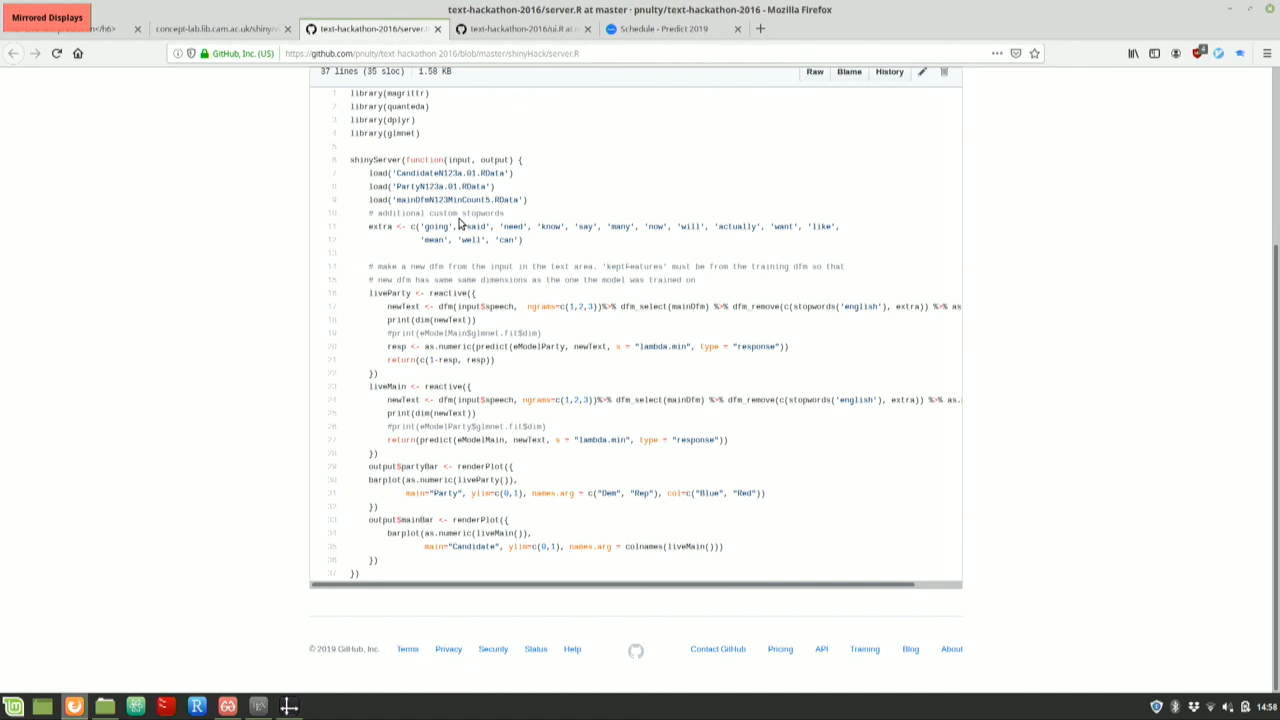 text-hackathon-2016/server.R at master · pnulty/text-hackathon-2016 - Mozilla Firefox
Mirrored Displays
concept-lab.lib.cam.ac.uk/shiny/
text-hackathon-2016/server.
text-hackathon-2016/ui.R at m
Schedule - Predict 2019
GitHub, Inc. (US)
https://github.com/pnulty/text-hackathon-2016/blob/master/shinyHack/server.R
37 lines (35 sloc) 1.58 KB
Raw Blame History
1 library(magrittr)
2 library(quanteda)
3 library(dplyr)
4 library(glmnet)
5
6 shinyServer(function(input, output) {
7 load('CandidateN123a.01.RData')
8 load('PartyN123a.01.RData')
9 load('mainDfmN123MinCount5.RData')
10 # additional custom stopwords
11 extra <- c('going', 'said', 'need', 'know', 'say', 'many', 'now', 'will', 'actually', 'want', 'like',
12 'mean', 'well', 'can')
13
14 # make a new dfm from the input in the text area. 'keptFeatures' must be from the training dfm so that
15 # new dfm has same same dimensions as the one the model was trained on
16 liveParty <- reactive({
17 newText <- dfm(input$speech, ngrams=c(1,2,3))%>% dfm_select(mainDfm) %>% dfm_remove(c(stopwords('english'), extra)) %>% as
18 print(dim(newText))
19 #print(eModelMain$glmnet.fit$dim)
20 resp <- as.numeric(predict(eModelParty, newText, s = "lambda.min", type = "response"))
21 return(c(1-resp, resp))
22 })
23 liveMain <- reactive({
24 newText <- dfm(input$speech, ngrams=c(1,2,3))%>% dfm_select(mainDfm) %>% dfm_remove(c(stopwords('english'), extra)) %>% as.
25 print(dim(newText))
26 #print(eModelParty$glmnet.fit$dim)
27 return(predict(eModelMain, newText, s = "lambda.min", type = "response"))
28 })
29 output$partyBar <- renderPlot({
30 barplot(as.numeric(liveParty()),
31 main="Party", ylim=c(0,1), names.arg = c("Dem", "Rep"), col=c("Blue", "Red"))
32 })
33 output$mainBar <- renderPlot({
34 barplot(as.numeric(liveMain()),
35 main="Candidate", ylim=c(0,1), names.arg = colnames(liveMain()))
36 })
37 })
© 2019 GitHub, Inc. Terms Privacy Security Status Help Contact GitHub Pricing API Training Blog About
14:58